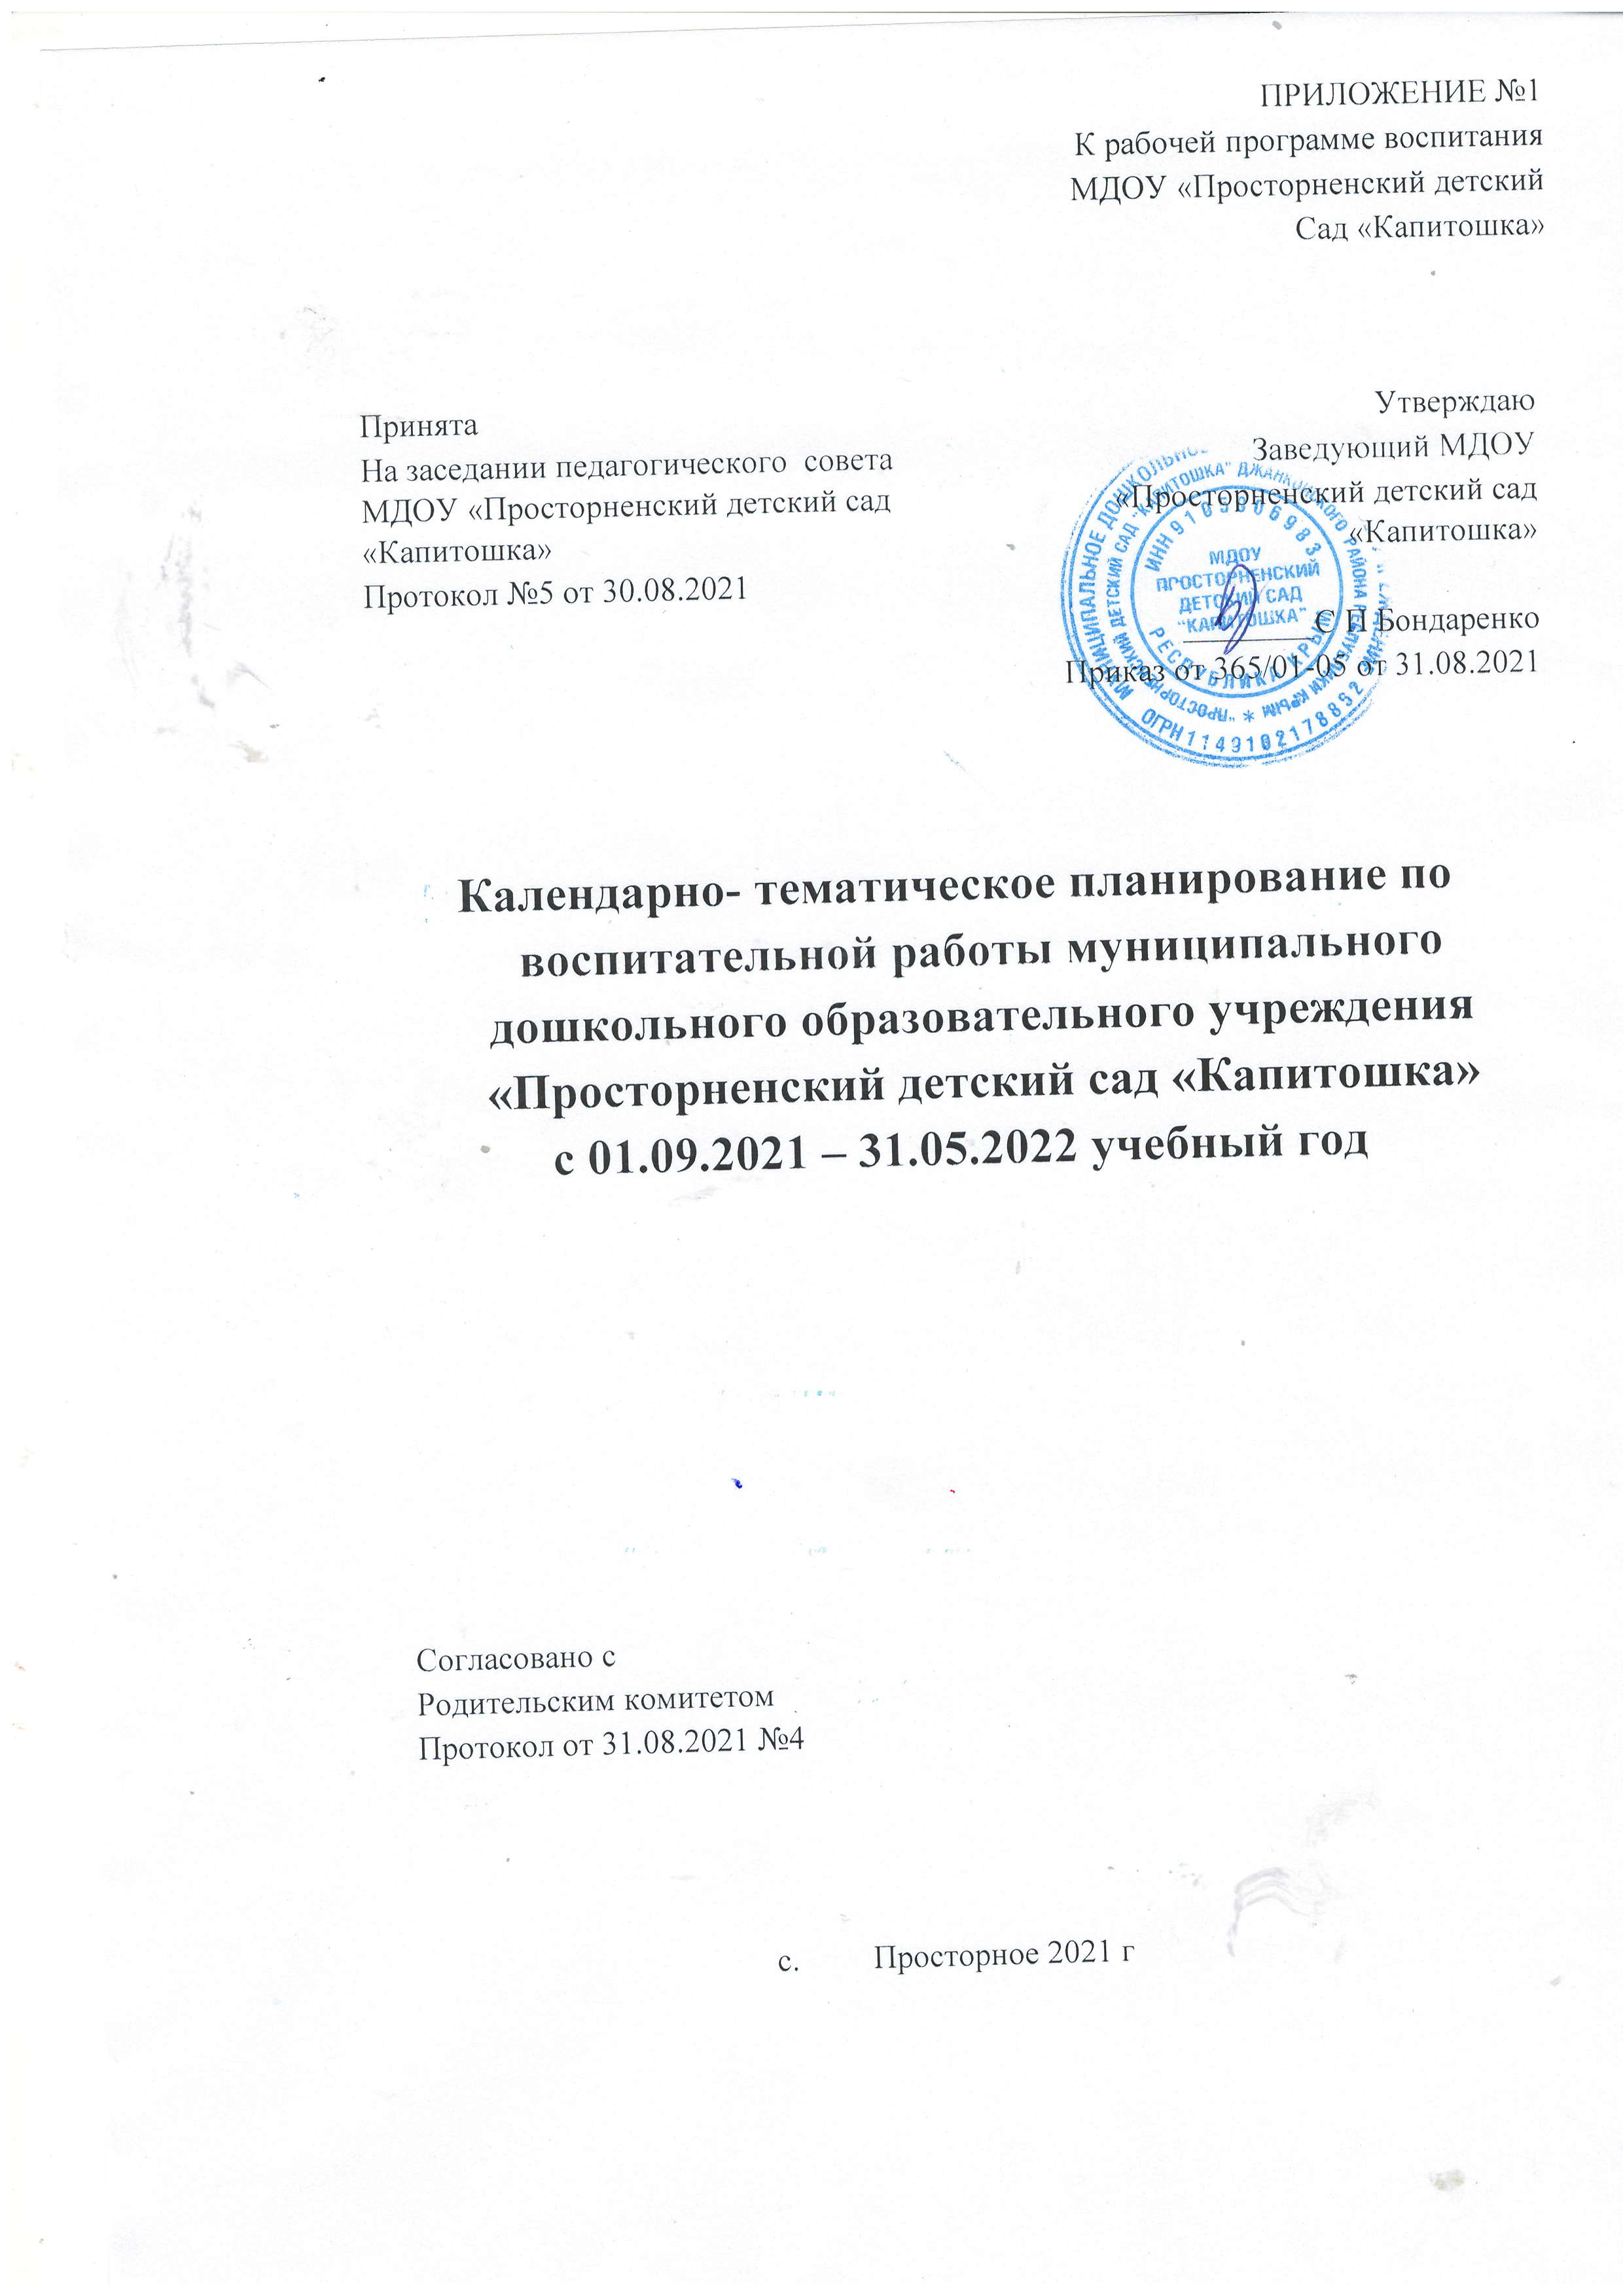 ПРИЛОЖЕНИЕ №1
К рабочей программе воспитания
МДОУ «Просторненский детский
Сад «Капитошка»
Принята
На заседании педагогического совета
МДОУ «Просторненский детский сад
«Капитошка»
Протокол №5 от 30.08.2021
Утверждаю
Заведующий МДОУ
«Просторненский детский сад
«Капитошка»
С П Бондаренко
Приказ от 365/01-05 от 31.08.2021
МДОУ
ПРОСТОРНЕНСКИЙ
ДЕТСКИЙ САД
"КАПИТОШКА"
РЕСПУБЛИКА КРЫМ
Календарно- тематическое планирование по
воспитательной работы муниципального
дошкольного образовательного учреждения
«Просторненский детский сад «Капитошка»
с 01.09.2021 – 31.05.2022 учебный год
Согласовано с
Родительским комитетом
Протокол от 31.08.2021 №4
с. Просторное 2021 г